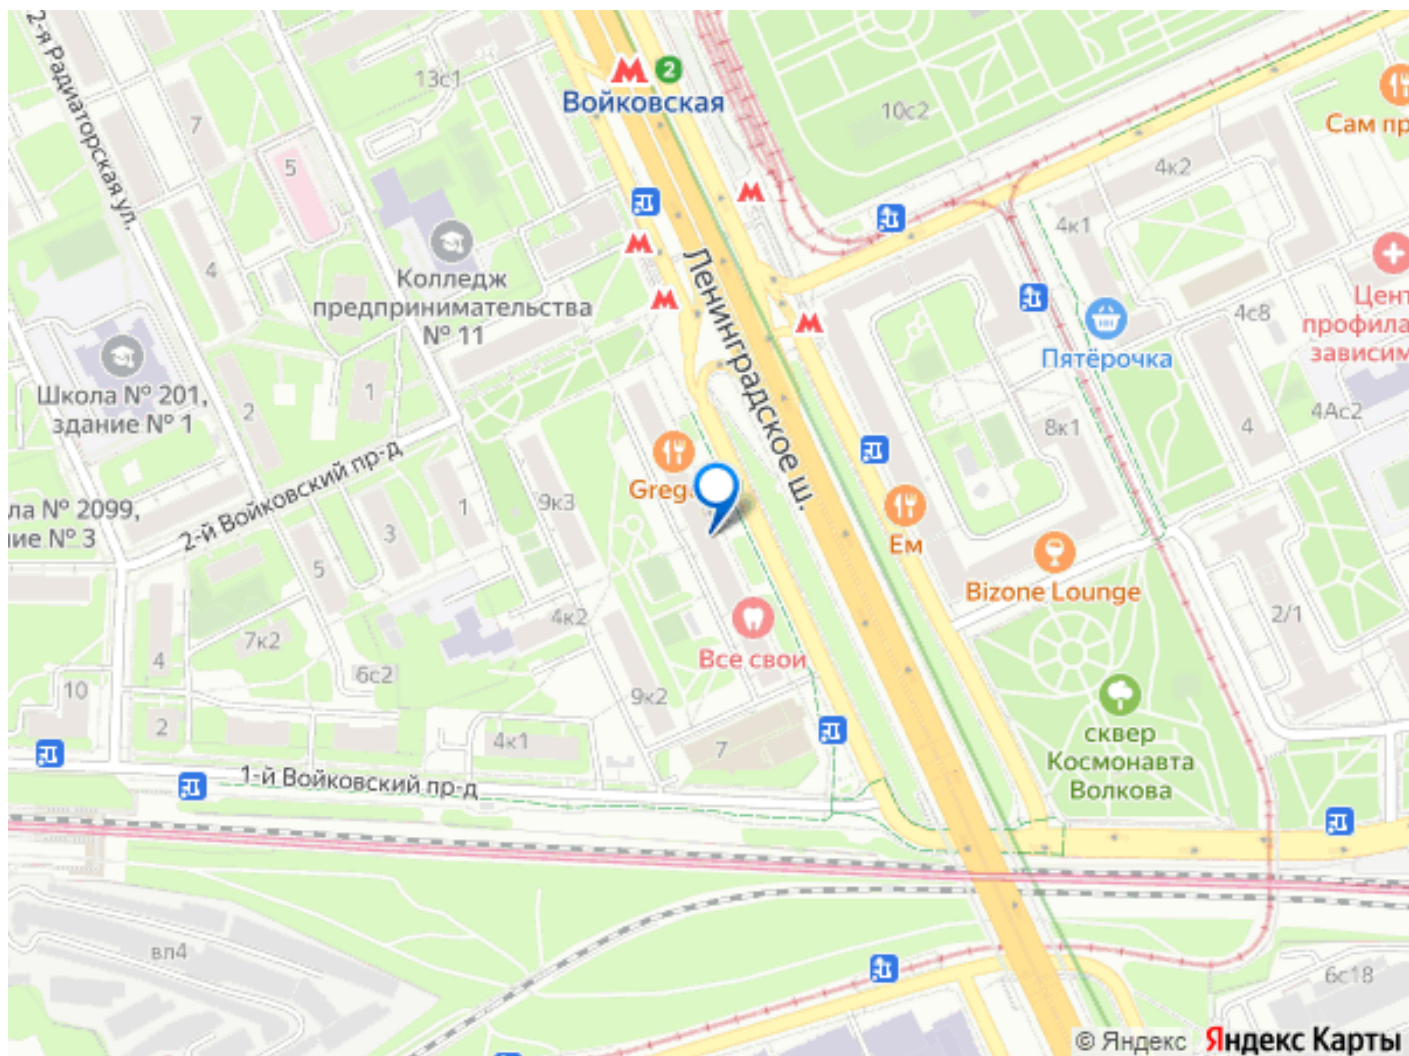 2-я Радиаторская ул.
13с1
2
Войковская
10с2
Сам пр
7
5
4к2
4к1
4
Колледж
предпринимательства
№ 11
Ленинградское ш.
Цент
профила
зависим
4с8
Пятёрочка
Школа № 201,
здание № 1
2
1
4Ас2
4
8к1
2-й Войковский пр-д
Grega
9к3
1
3
ла № 2099,
ие № 3
Ем
5
Bizone Lounge
4к2
2/1
7к2
4
6с2
Все свои
10
2
9к2
4к1
7
сквер
Космонавта
Волкова
1-й Войковский пр-д
вл4
6с18
© Яндекс Яндекс Карты